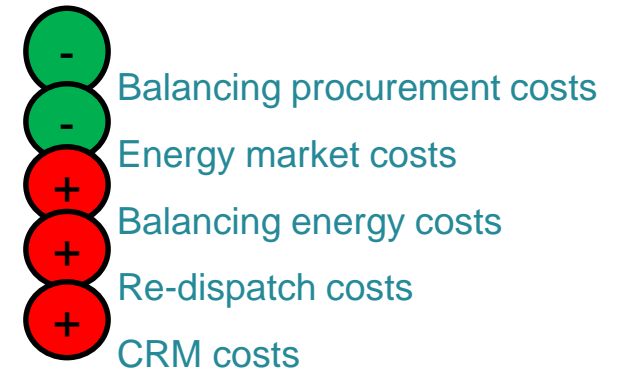 -
Balancing procurement costs
-
Energy market costs
+
Balancing energy costs
+
Re-dispatch costs
+
CRM costs